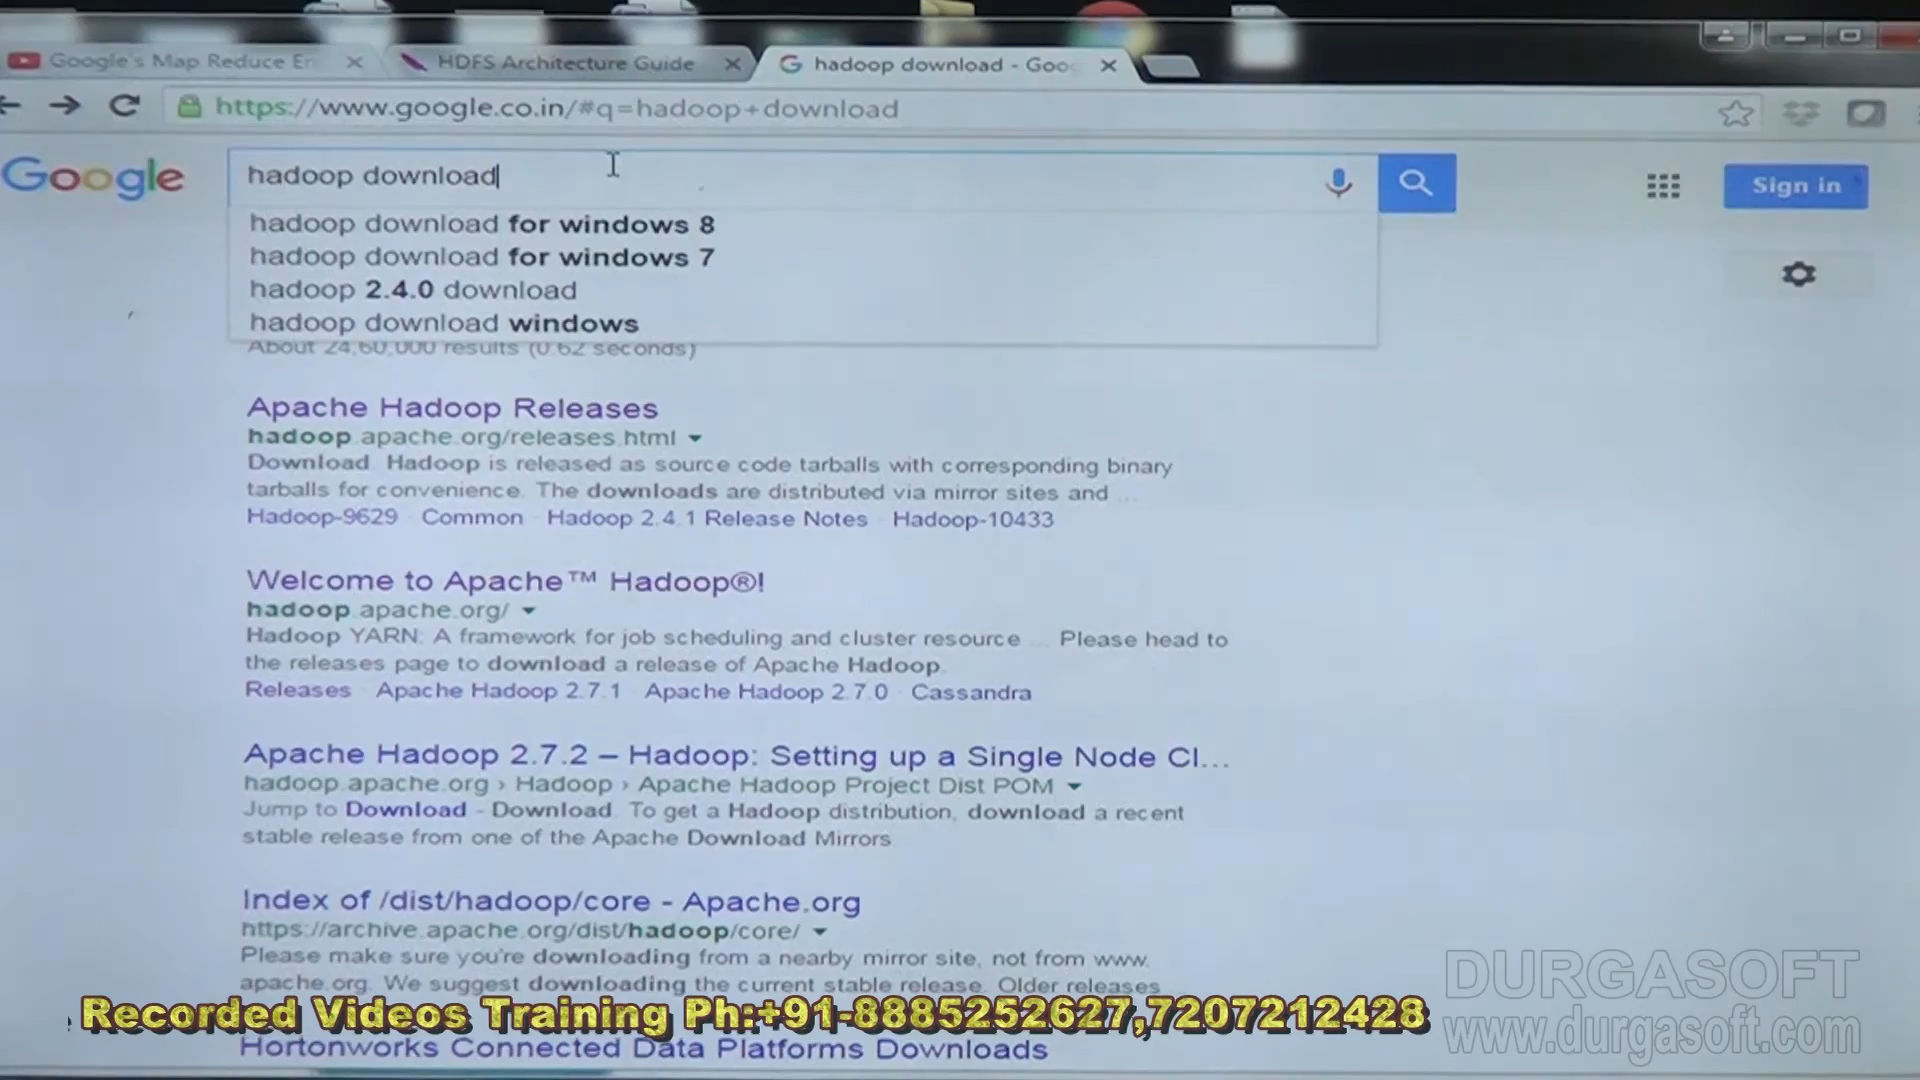 Google's Map Reduce En
HDFS Architecture Guide
hadoop download - Goog
https://www.google.co.in/#q=hadoop+download
Google
hadoop download
Sign in
hadoop download for windows 8
hadoop download for windows 7
hadoop 2.4.0 download
hadoop download windows
About 24,60,000 results (0.62 seconds)
Apache Hadoop Releases
hadoop.apache.org/releases.html
Download. Hadoop is released as source code tarballs with corresponding binary
tarballs for convenience. The downloads are distributed via mirror sites and ...
Hadoop-9629 · Common · Hadoop 2.4.1 Release Notes · Hadoop-10433
Welcome to Apache™ Hadoop®!
hadoop.apache.org/
Hadoop YARN: A framework for job scheduling and cluster resource ... Please head to
the releases page to download a release of Apache Hadoop.
Releases · Apache Hadoop 2.7.1 · Apache Hadoop 2.7.0 · Cassandra
Apache Hadoop 2.7.2 – Hadoop: Setting up a Single Node Cl...
hadoop.apache.org › Hadoop › Apache Hadoop Project Dist POM
Jump to Download - Download. To get a Hadoop distribution, download a recent
stable release from one of the Apache Download Mirrors.
Index of /dist/hadoop/core - Apache.org
https://archive.apache.org/dist/hadoop/core/
Please make sure you're downloading from a nearby mirror site, not from www.
apache.org. We suggest downloading the current stable release. Older releases
DURGASOFT
Recorded Videos Training Ph:+91-8885252627,7207212428
www.durgasoft.com
Hortonworks Connected Data Platforms Downloads